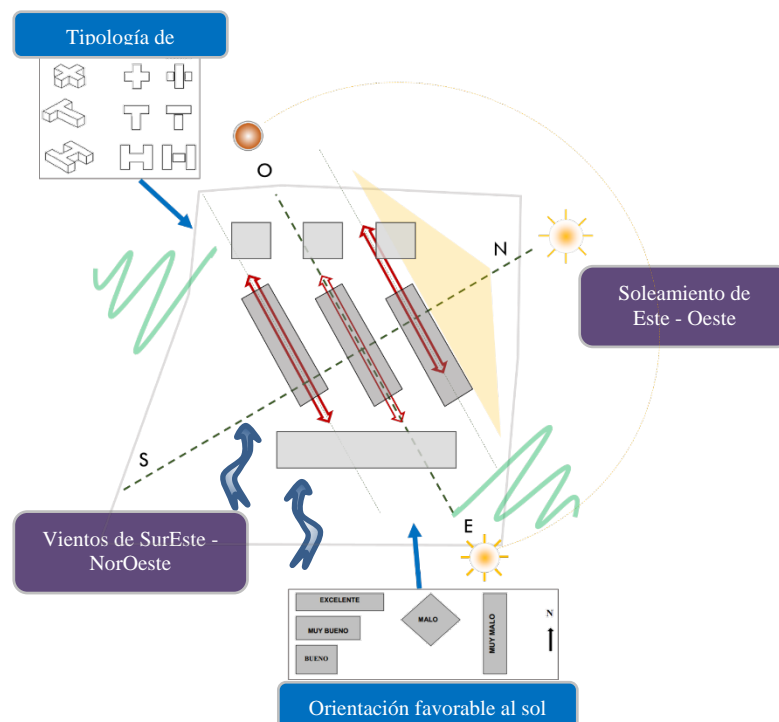 Tipología de
O
N
Soleamiento de
Este - Oeste
S
E
Vientos de SurEste -
NorOeste
EXCELENTE
MUY BUENO
BUENO
MALO
MUY MALO
N
Orientación favorable al sol